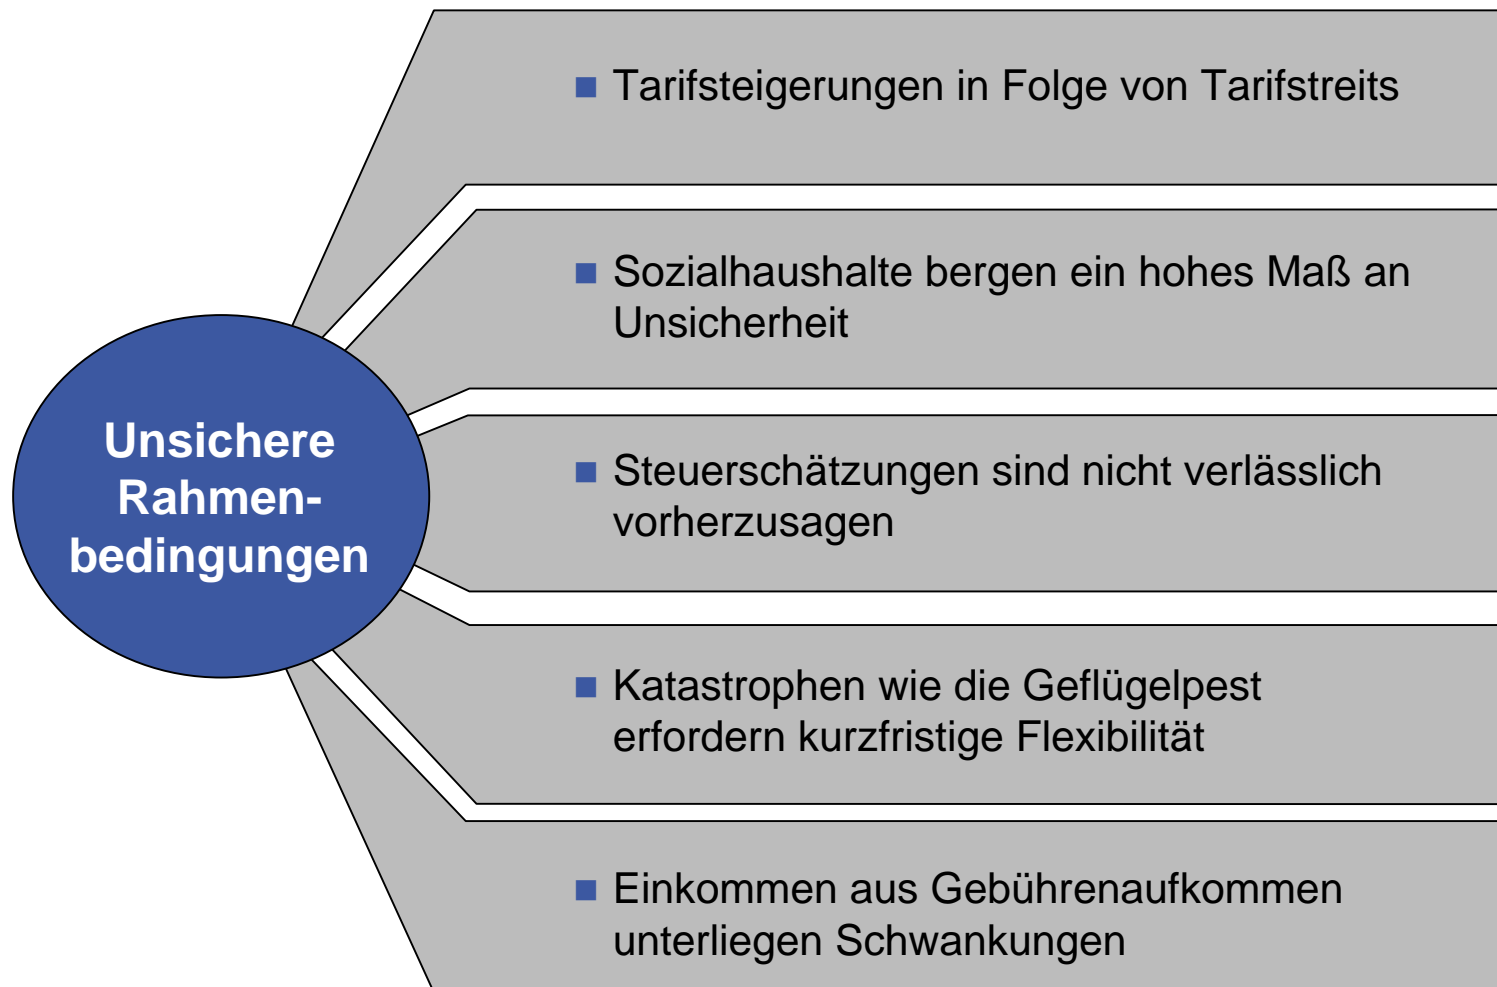 Unsichere
Rahmen-
bedingungen
Tarifsteigerungen in Folge von Tarifstreits
Sozialhaushalte bergen ein hohes Maß an
Unsicherheit
Steuerschätzungen sind nicht verlässlich
vorherzusagen
Katastrophen wie die Geflügelpest
erfordern kurzfristige Flexibilität
Einkommen aus Gebührenaufkommen
unterliegen Schwankungen